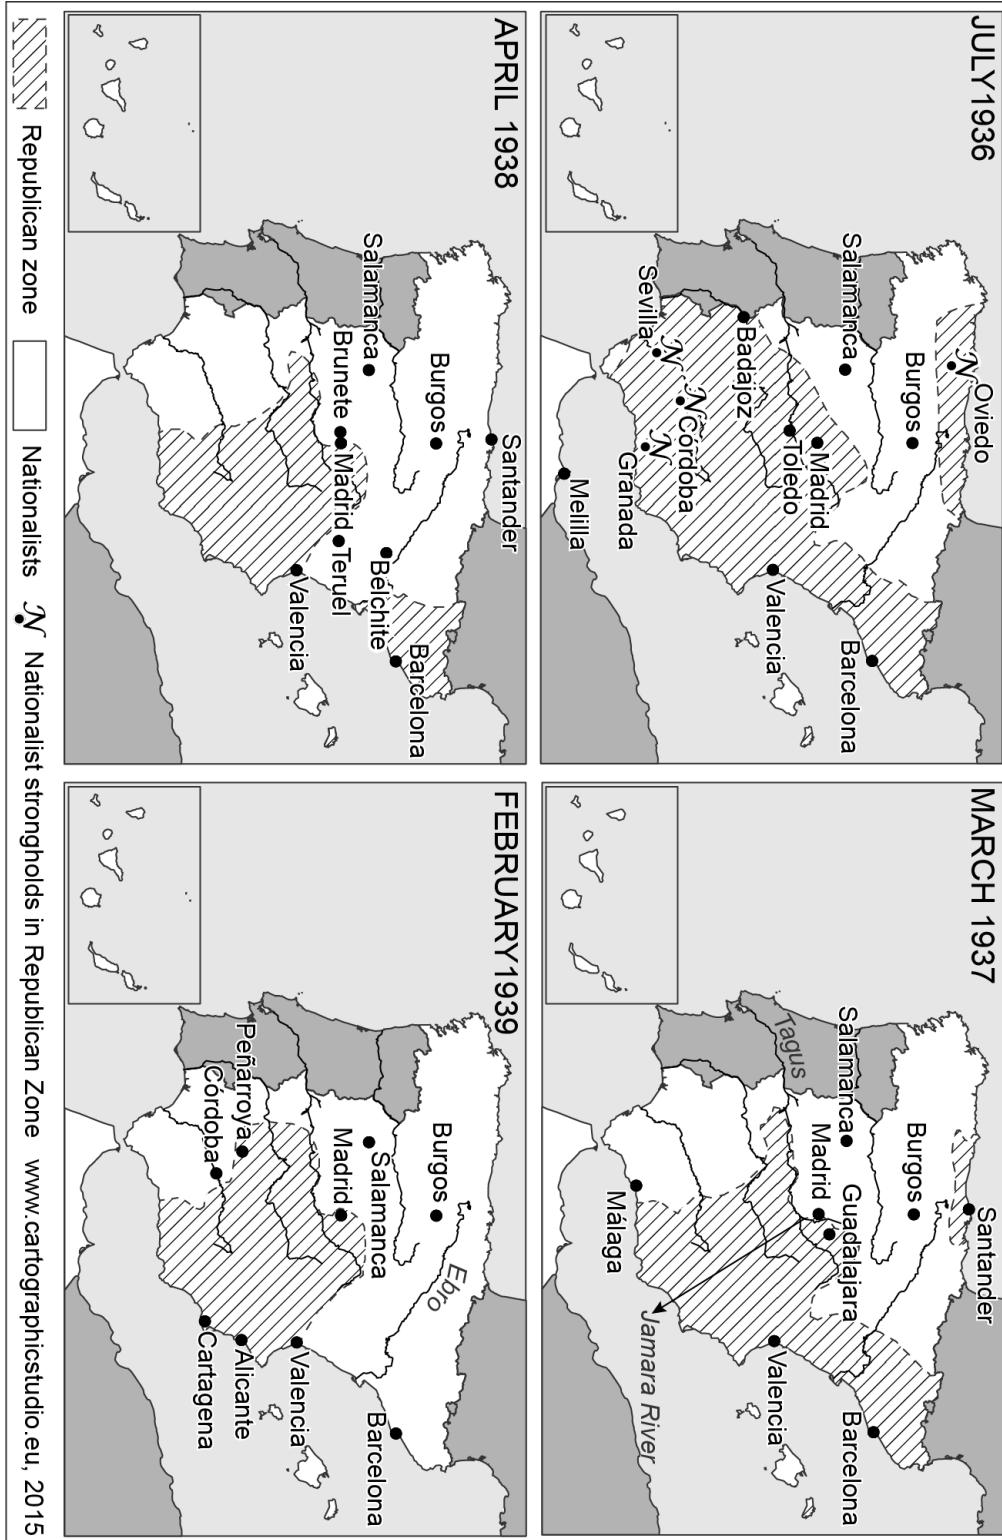 JULY1936
Oviedo
N
Burgos
Salamanca
Madrid
Toledo
Badajoz
Valencia
Barcelona
N
Córdoba
N
Sevilla
N
Granada
Melilla
MARCH 1937
Santander
Burgos
Guadalajara
Salamanca
Madrid
Tagus
Valencia
Barcelona
Málaga
Jamara River
APRIL 1938
Santander
Burgos
Salamanca
Belchite
Barcelona
Brunete
Madrid
Teruel
Valencia
FEBRUARY1939
Burgos
Ebro
Salamanca
Madrid
Barcelona
Valencia
Peñarroya
Alicante
Córdoba
Cartagena
Republican zone
Nationalists
N Nationalist strongholds in Republican Zone
www.cartographicstudio.eu, 2015